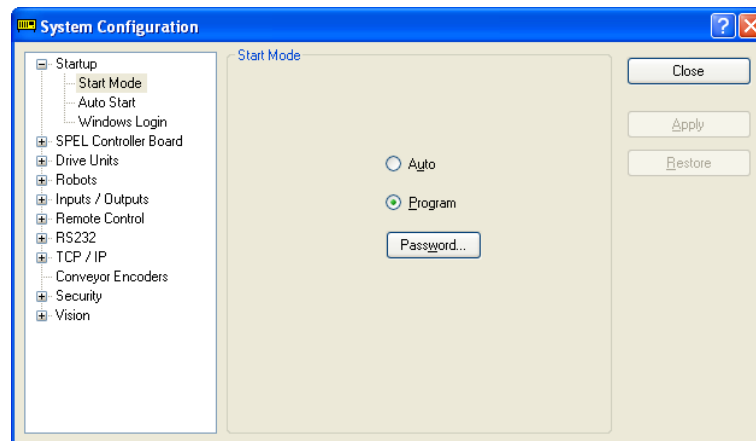 System Configuration
Startup
Start Mode
Auto Start
Windows Login
SPEL Controller Board
Drive Units
Robots
Inputs / Outputs
Remote Control
RS232
TCP / IP
Conveyor Encoders
Security
Vision
Start Mode
Auto
Program
Password...
Close
Apply
Restore